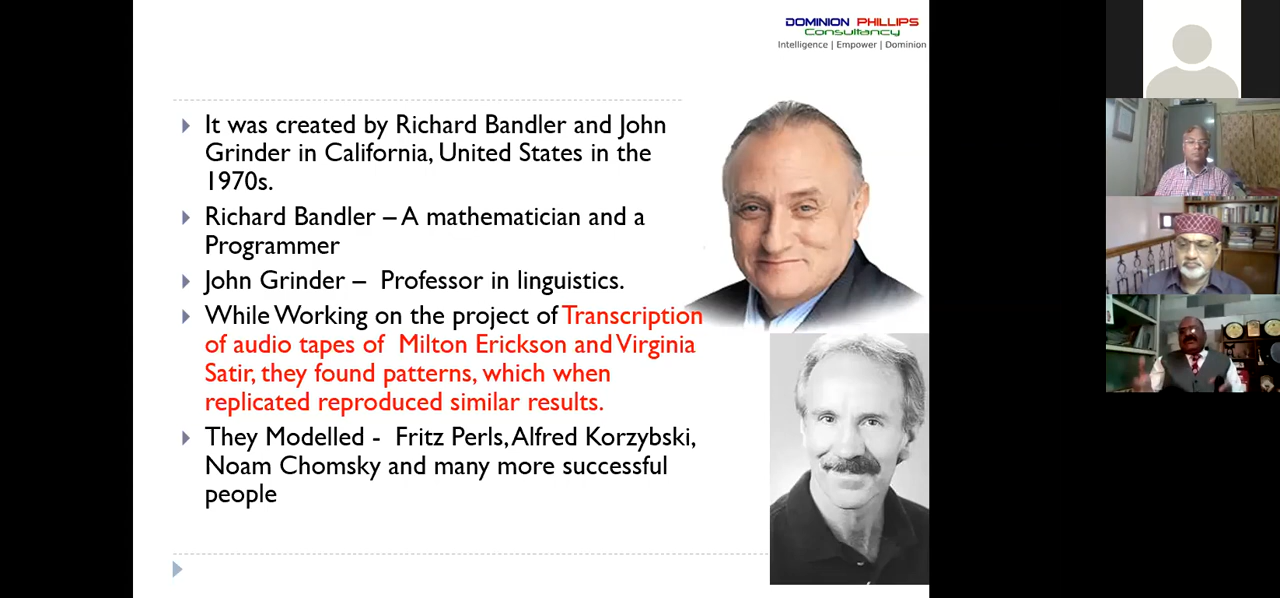 DOMINION PHILLIPS
Consultancy
Intelligence | Empower | Dominion
It was created by Richard Bandler and John
Grinder in California, United States in the
1970s.
Richard Bandler – A mathematician and a
Programmer
John Grinder – Professor in linguistics.
While Working on the project of Transcription
of audio tapes of Milton Erickson and Virginia
Satir, they found patterns, which when
replicated reproduced similar results.
They Modelled - Fritz Perls, Alfred Korzybski,
Noam Chomsky and many more successful
people